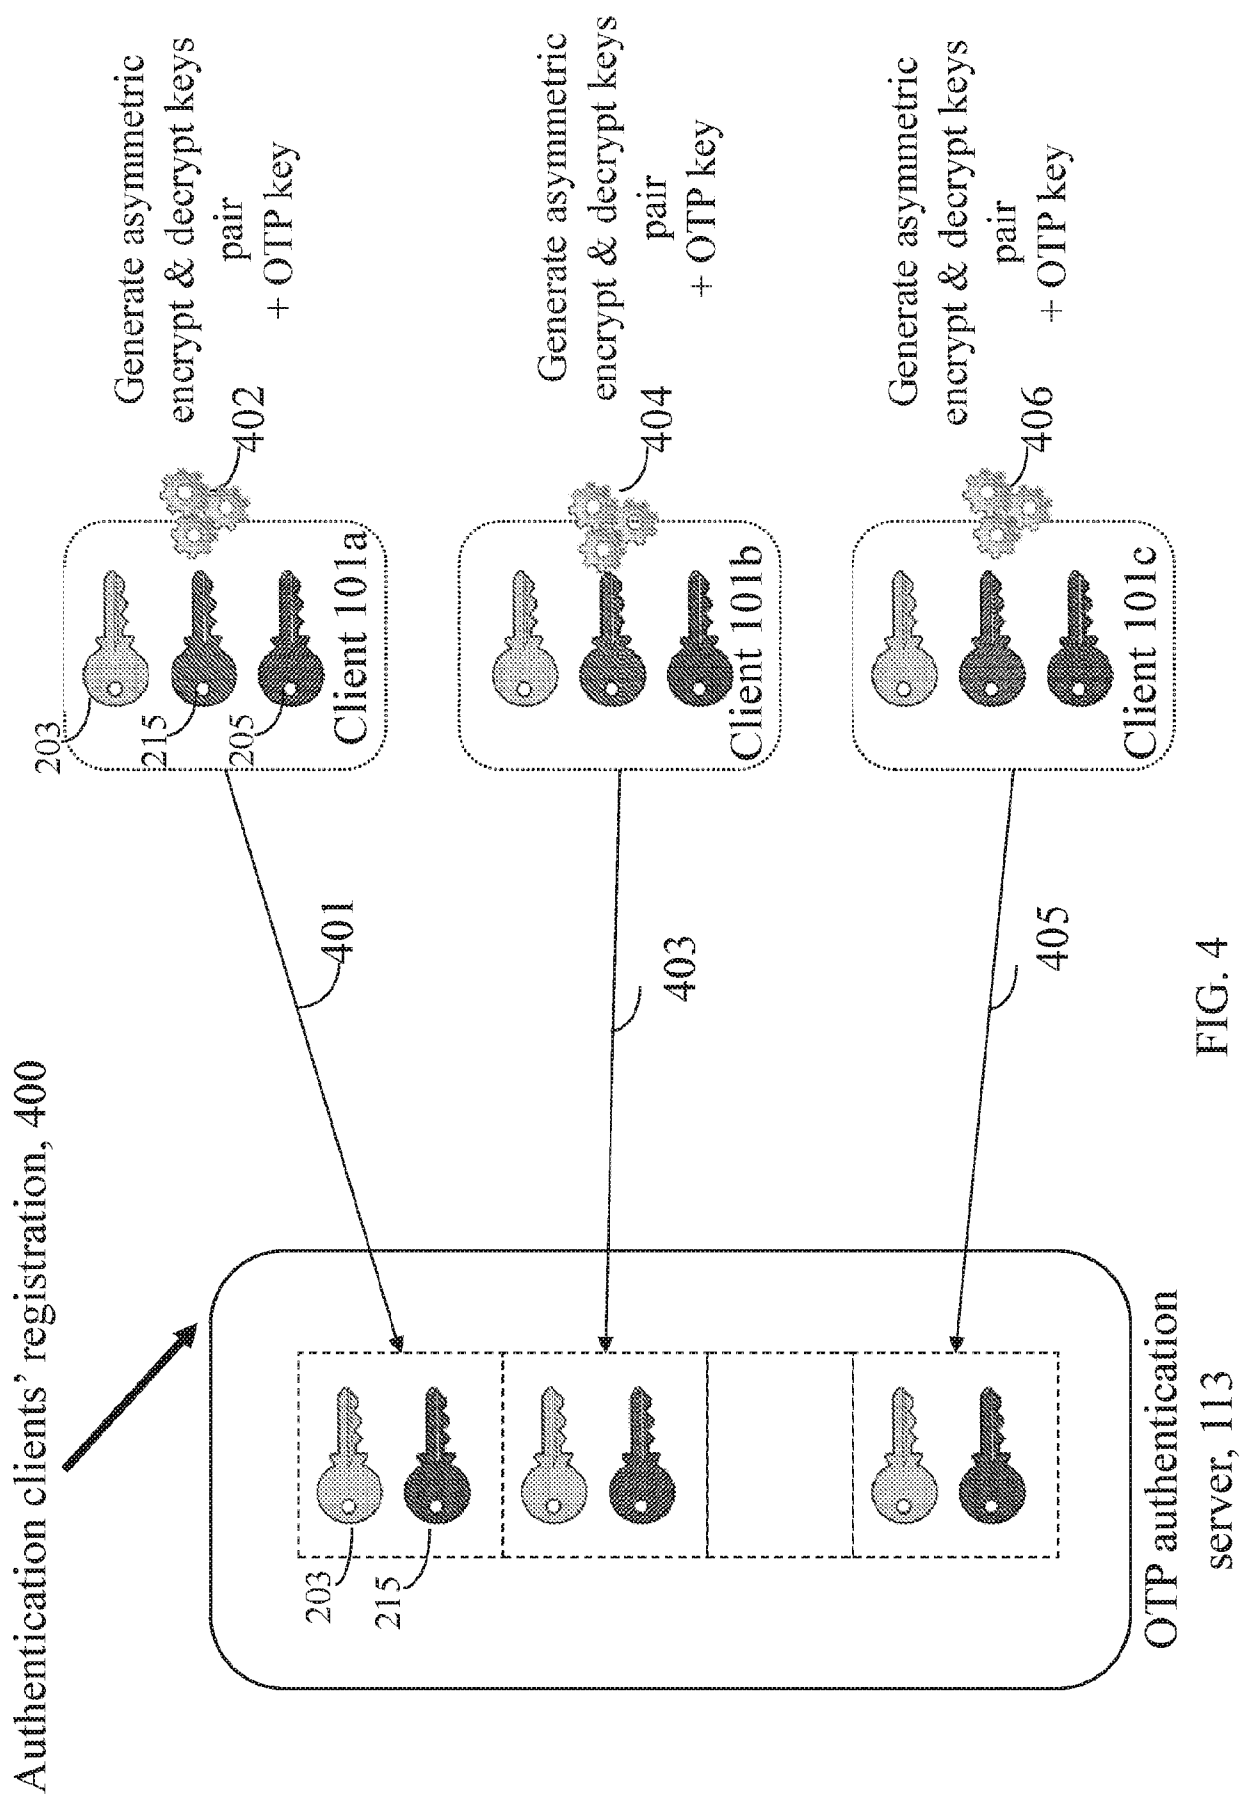 Authentication clients' registration, 400
203
215
OTP authentication
server, 113
401
403
405
203
215
205
Client 101a
402
Generate asymmetric
encrypt & decrypt keys
pair
+ OTP key
Client 101b
404
Generate asymmetric
encrypt & decrypt keys
pair
+ OTP key
Client 101c
406
Generate asymmetric
encrypt & decrypt keys
pair
+ OTP key
FIG. 4